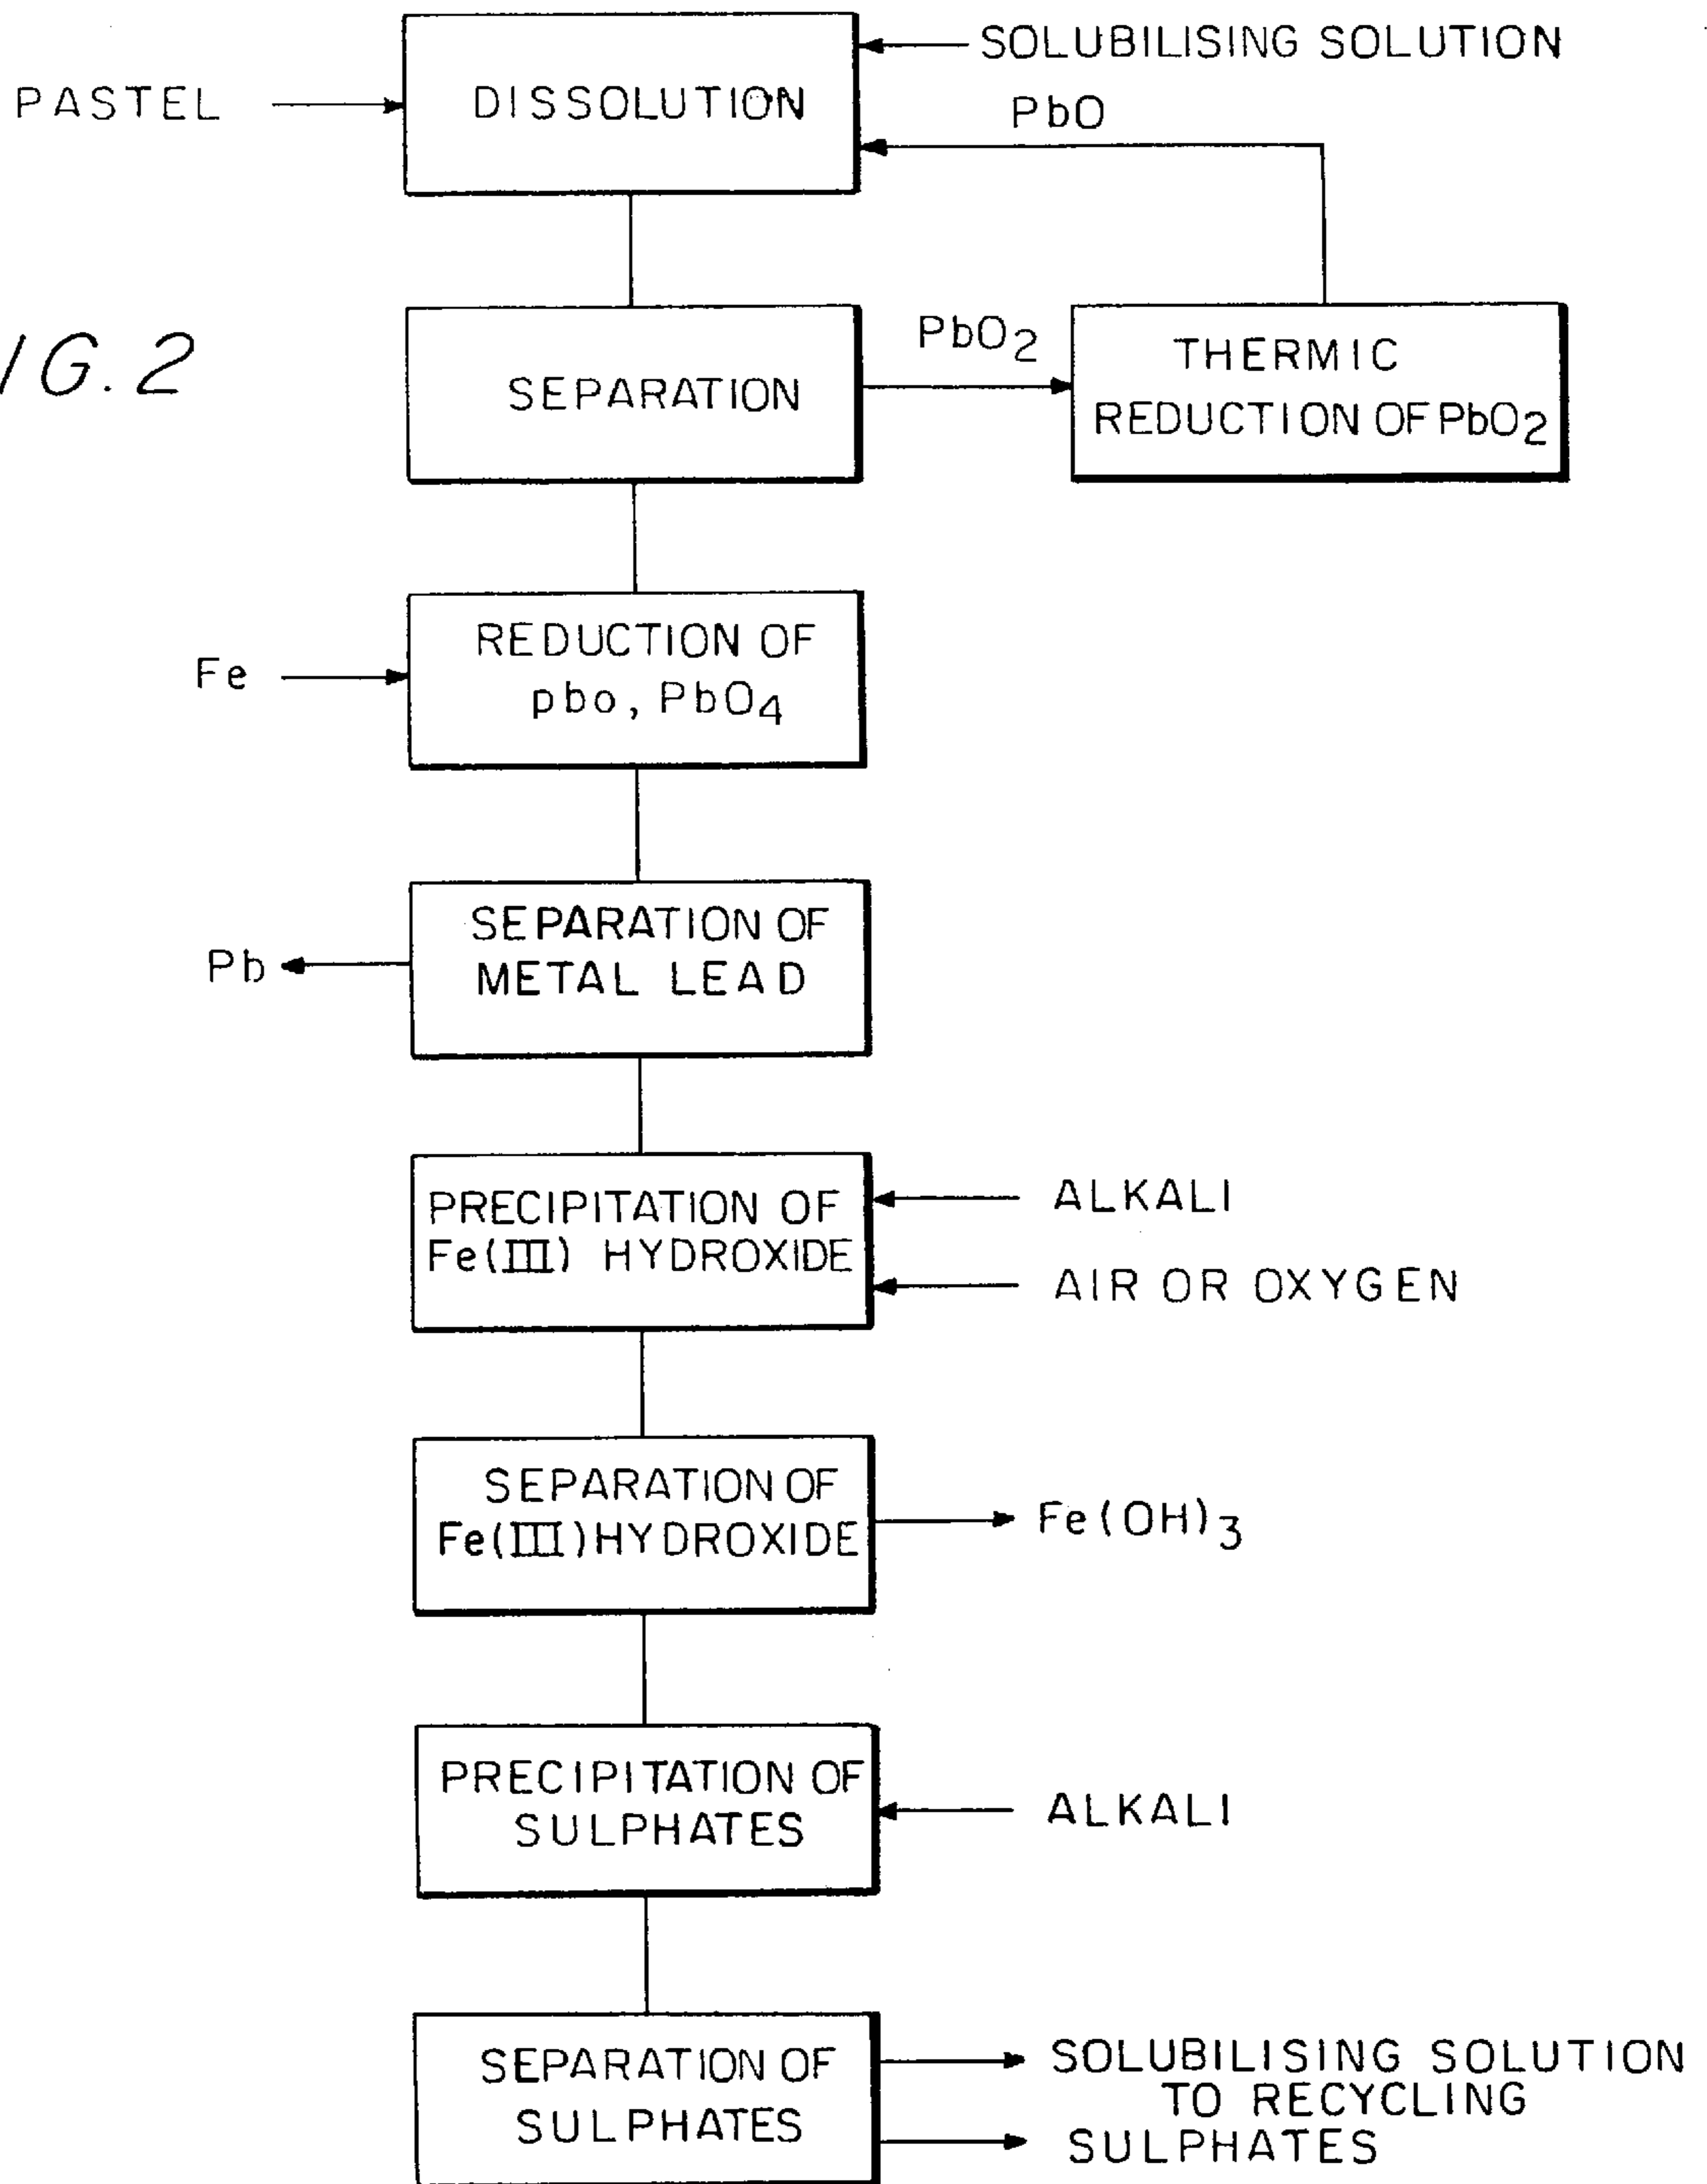 SOLUBILISING SOLUTION
PASTEL
DISSOLUTION
PbO
IG. 2
SEPARATION
PbO2
THERMIC
REDUCTION OF PbO2
Fe
REDUCTION OF
pbo, PbO4
Pb
SEPARATION OF
METAL LEAD
PRECIPITATION OF
Fe(III) HYDROXIDE
ALKALI
AIR OR OXYGEN
SEPARATION OF
Fe(III) HYDROXIDE
Fe(OH)3
PRECIPITATION OF
SULPHATES
ALKALI
SEPARATION OF
SULPHATES
SOLUBILISING SOLUTION
TO RECYCLING
SULPHATES